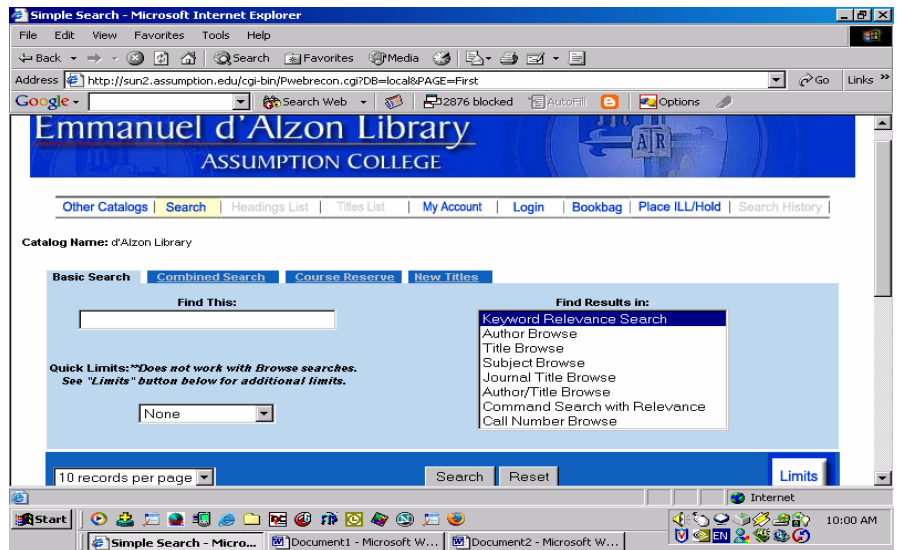 Simple Search - Microsoft Internet Explorer
File Edit View Favorites Tools Help
Back Search Favorites Media
Address http://sun2.assumption.edu/cgi-bin/Pwebrecon.cgi?DB=local&PAGE=First Go Links »
Google Search Web 2876 blocked AutoFill Options
Emmanuel d'Alzon Library
ASSUMPTION COLLEGE
A R
Other Catalogs | Search | Headings List | Titles List | My Account | Login | Bookbag | Place ILL/Hold | Search History |
Catalog Name: d'Alzon Library
Basic Search Combined Search Course Reserve New Titles
Find This: Find Results in:
Keyword Relevance Search
Author Browse
Title Browse
Subject Browse
Journal Title Browse
Author/Title Browse
Command Search with Relevance
Call Number Browse
Quick Limits:**Does not work with Browse searches.
See "Limits" button below for additional limits.
None
10 records per page Search Reset Limits
Internet
Start 10:00 AM
EN
Simple Search - Micro... Document1 - Microsoft W... Document2 - Microsoft W...